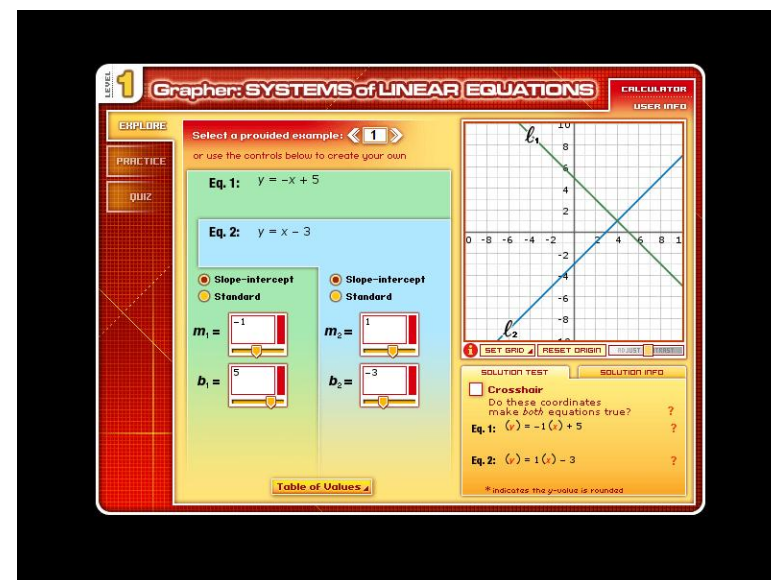 LEVEL 1
Grapher: SYSTEMS of LINEAR EQUATIONS
CALCULATOR
USER INFO
EXPLORE
PRACTICE
QUIZ
Select a provided example: 1
or use the controls below to create your own
Eq. 1: y = -x + 5
Eq. 2: y = x - 3
Slope-intercept
Standard
Slope-intercept
Standard
m₁ = -1
m₂ = 1
b₁ = 5
b₂ = -3
Table of Values
ℓ₁
10
8
6
4
2
0 -8 -6 -4 -2 2 4 6 8 1
-2
-4
-6
-8
ℓ₂
i SET GRID RESET ORIGIN
SOLUTION TEST
SOLUTION INFO
Crosshair
Do these coordinates
make both equations true? ?
Eq. 1: (y) = -1(x) + 5 ?
Eq. 2: (y) = 1(x) - 3 ?
*indicates the y-value is rounded